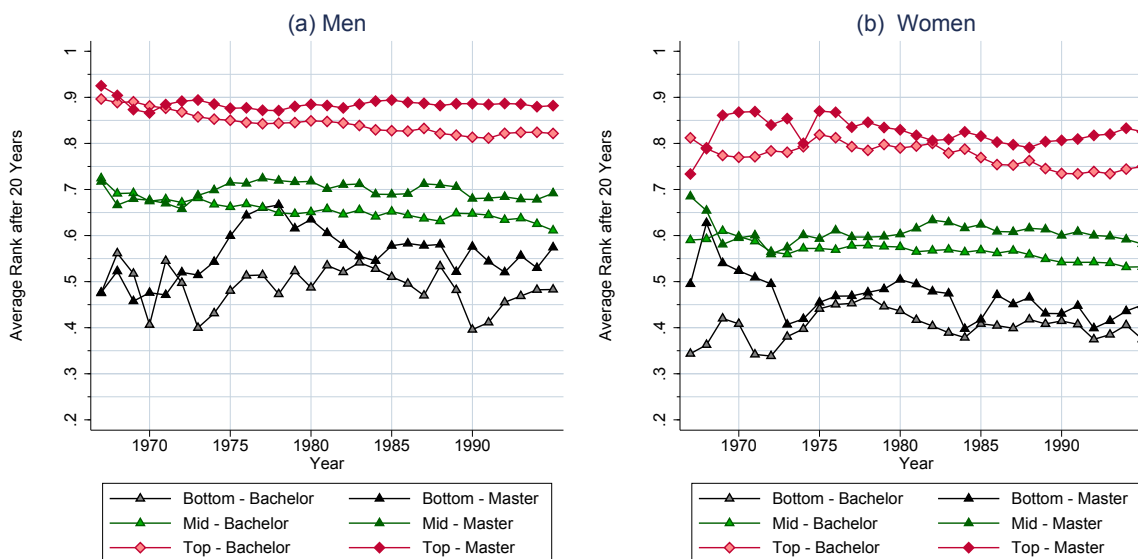 (a) Men
(b) Women
Average Rank after 20 Years
1
.9
.8
.7
.6
.5
.4
.3
.2
1970 1975 1980 1985 1990
Year
Bottom - Bachelor Bottom - Master
Mid - Bachelor Mid - Master
Top - Bachelor Top - Master
Average Rank after 20 Years
1
.9
.8
.7
.6
.5
.4
.3
.2
1970 1975 1980 1985 1990
Year
Bottom - Bachelor Bottom - Master
Mid - Bachelor Mid - Master
Top - Bachelor Top - Master